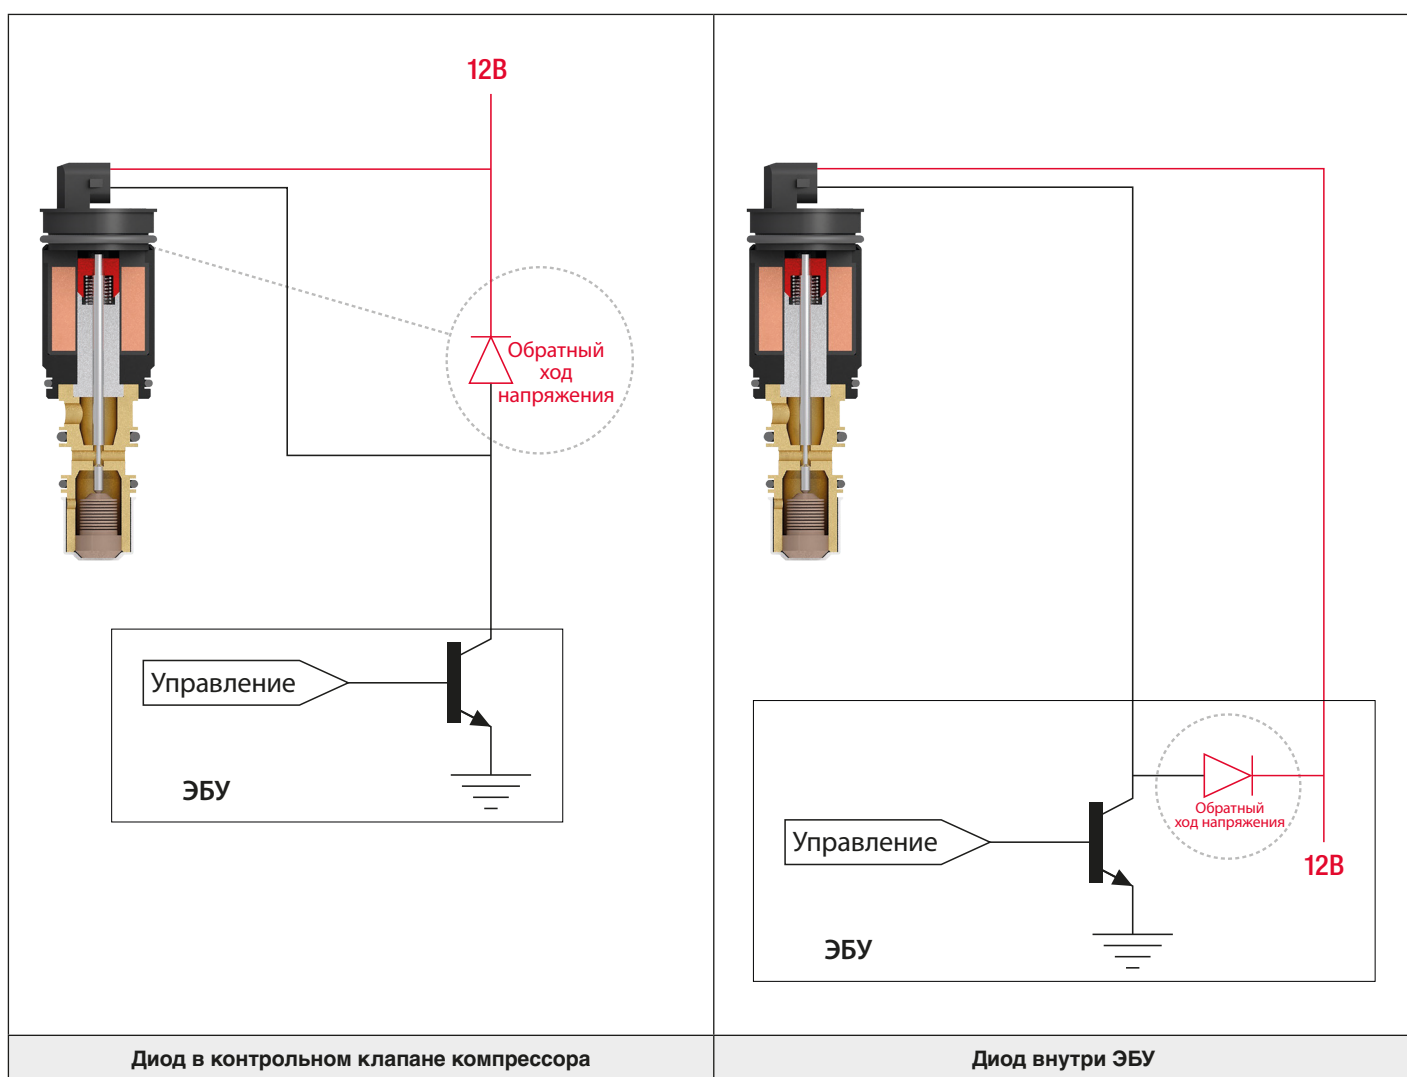 12В
Обратный
ход
напряжения
Управление
ЭБУ
Диод в контрольном клапане компрессора
Обратный
ход напряжения
12В
Управление
ЭБУ
Диод внутри ЭБУ